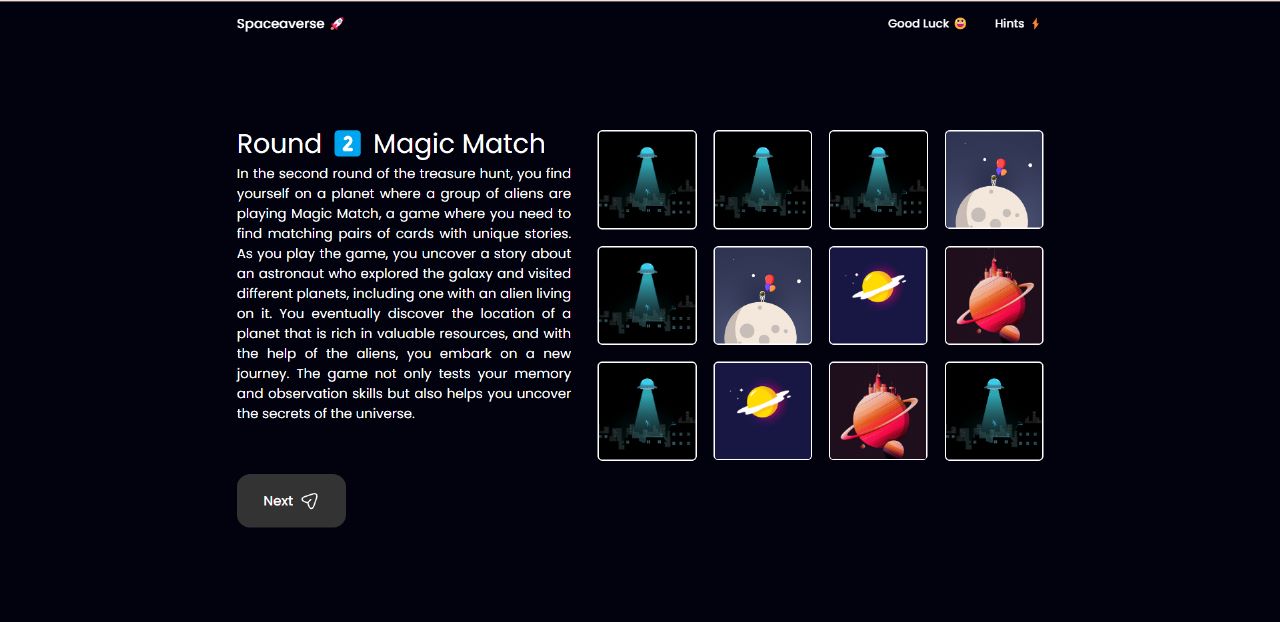 Spaceaverse 🚀
Good Luck 😀
Hints ⚡
Round 2 Magic Match
In the second round of the treasure hunt, you find
yourself on a planet where a group of aliens are
playing Magic Match, a game where you need to
find matching pairs of cards with unique stories.
As you play the game, you uncover a story about
an astronaut who explored the galaxy and visited
different planets, including one with an alien living
on it. You eventually discover the location of a
planet that is rich in valuable resources, and with
the help of the aliens, you embark on a new
journey. The game not only tests your memory
and observation skills but also helps you uncover
the secrets of the universe.
Next